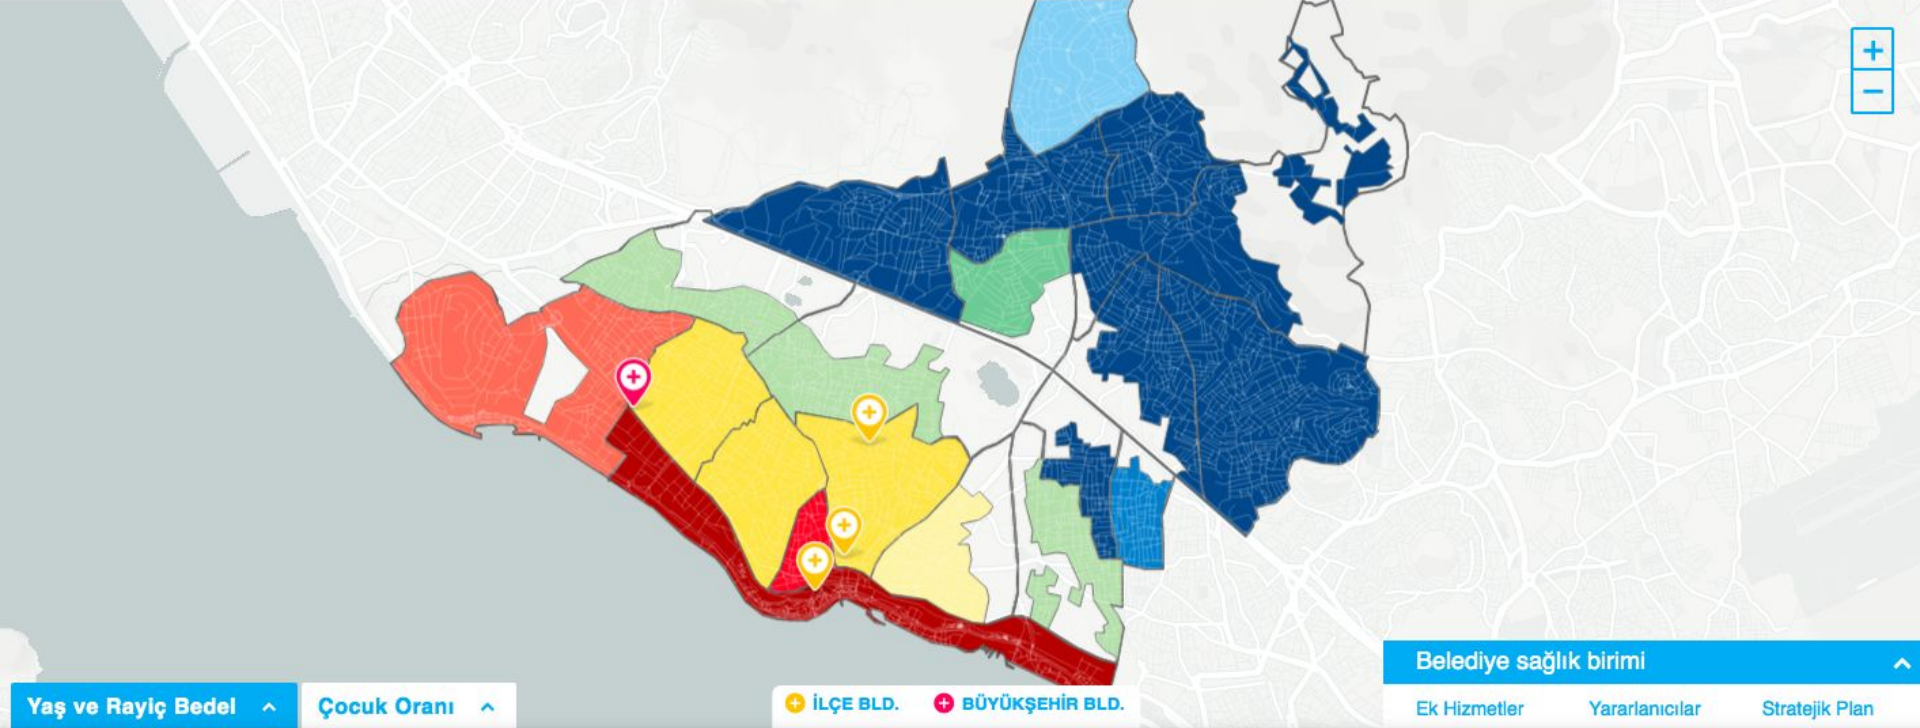 +
−
Belediye sağlık birimi
Yaş ve Rayiç Bedel
Çocuk Oranı
İLÇE BLD.
BÜYÜKŞEHİR BLD.
Ek Hizmetler
Yararlanıcılar
Stratejik Plan